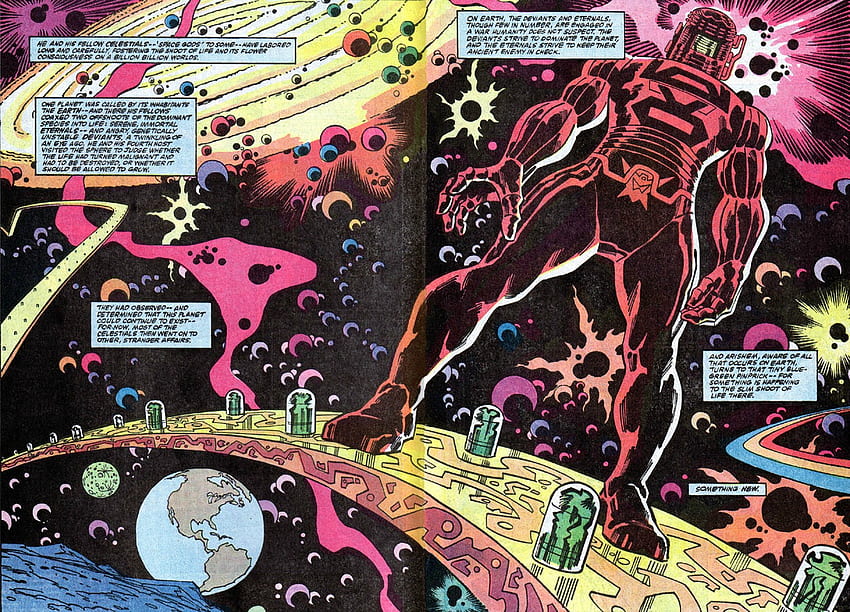 HE AND HIS FELLOW CELESTIALS--'SPACE GODS' TO SOME--HAVE LABORED
LONG AND CAREFULLY, FOSTERING THE SHOOT OF LIFE AND ITS FLOWER
CONSCIOUSNESS ON A BILLION BILLION WORLDS.
ONE PLANET WAS CALLED BY ITS INHABITANTS
THE EARTH--AND THERE HIS FELLOWS
COAXED TWO OFFSHOOTS OF THE DOMINANT
SPECIES INTO LIFE: SERENE, IMMORTAL
ETERNALS--AND ANGRY, GENETICALLY
UNSTABLE DEVIANTS. A TWINKLING OF
AN EYE AGO, HE AND HIS FOURTH HOST
VISITED THE SPHERE TO JUDGE WHETHER
THE LIFE HAD TURNED MALIGNANT AND
HAD TO BE DESTROYED, OR WHETHER IT
SHOULD BE ALLOWED TO GROW.
THEY HAD OBSERVED--AND
DETERMINED THAT THIS PLANET
COULD CONTINUE TO EXIST--
FOR NOW. MOST OF THE
CELESTIALS THEN WENT ON TO
OTHER, STRANGER AFFAIRS.
ON EARTH, THE DEVIANTS AND ETERNALS,
THOUGH FEW IN NUMBER, ARE ENGAGED IN
A WAR HUMANITY DOES NOT SUSPECT. THE
DEVIANTS STRIVE TO DOMINATE THE PLANET,
AND THE ETERNALS STRIVE TO KEEP THEIR
ANCIENT ENEMY IN CHECK.
AND ARISHEM, AWARE OF ALL
THAT OCCURS ON EARTH,
TURNS TO THAT TINY BLUE-
GREEN PINPRICK-- FOR
SOMETHING IS HAPPENING
TO THE SLIM SHOOT OF
LIFE THERE.
SOMETHING NEW.